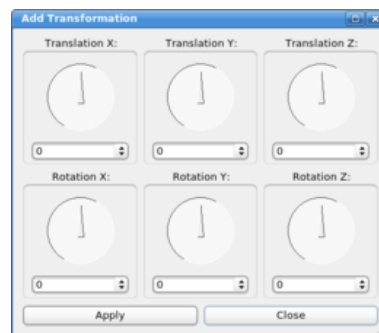 Add Transformation
Translation X: Translation Y: Translation Z:
0 0 0
Rotation X: Rotation Y: Rotation Z:
0 0 0
Apply Close